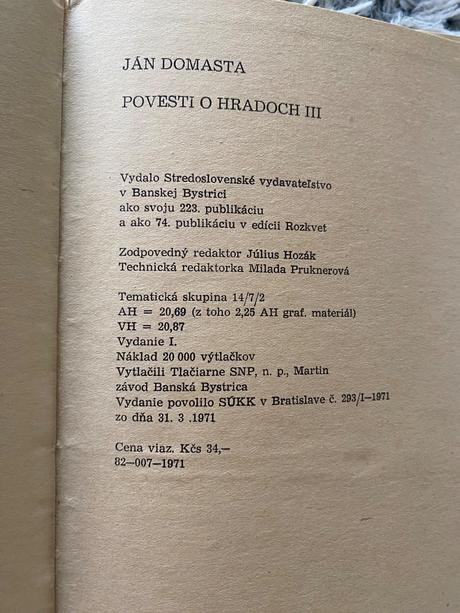 JÁN DOMASTA
POVESTI O HRADOCH III
Vydalo Stredoslovenské vydavateľstvo
v Banskej Bystrici
ako svoju 223. publikáciu
a ako 74. publikáciu v edícii Rozkvet
Zodpovedný redaktor Július Hozák
Technická redaktorka Milada Pruknerová
Tematická skupina 14/7/2
AH = 20,69 (z toho 2,25 AH graf. materiál)
VH = 20,87
Vydanie I.
Náklad 20 000 výtlačkov
Vytlačili Tlačiarne SNP, n. p., Martin
závod Banská Bystrica
Vydanie povolilo SÚKK v Bratislave č. 293/I–1971
zo dňa 31. 3 .1971
Cena viaz. Kčs 34,–
82–007–1971